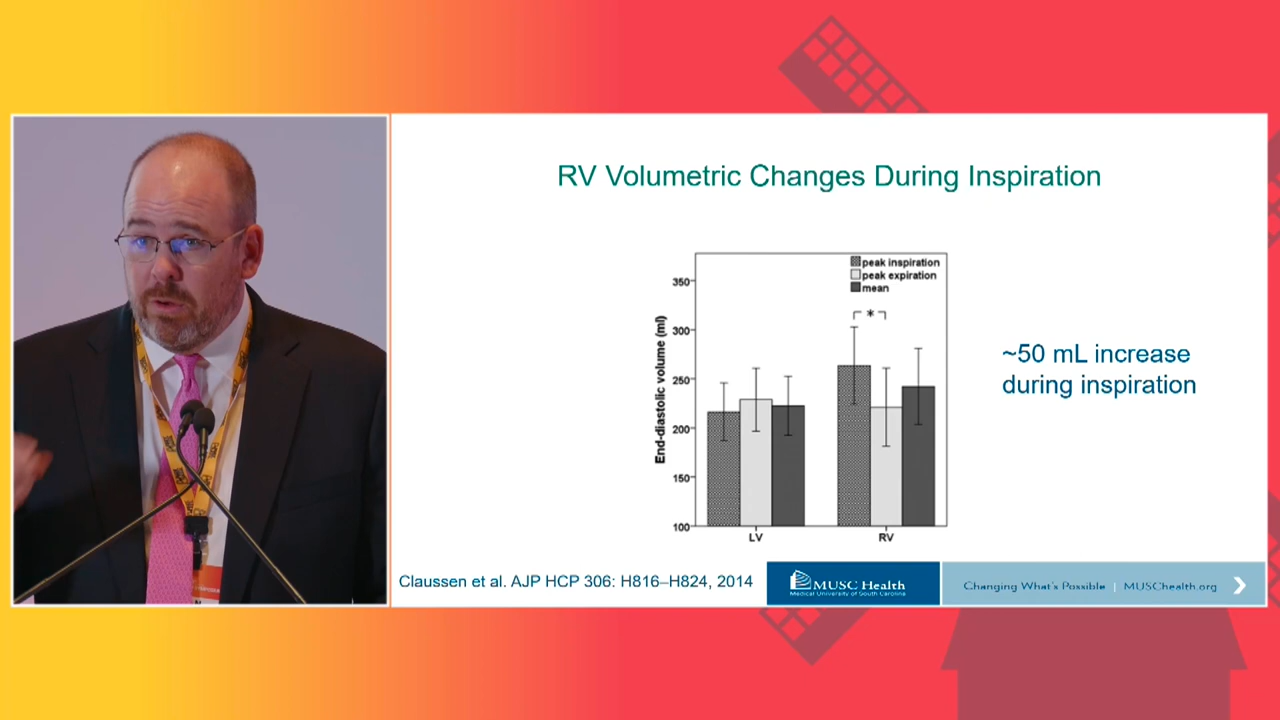 RV Volumetric Changes During Inspiration
peak inspiration
peak expiration
mean
*
350
300
250
200
150
100
End-diastolic volume (ml)
LV
RV
~50 mL increase
during inspiration
Claussen et al. AJP HCP 306: H816–H824, 2014
MUSC Health
Medical University of South Carolina
Changing What's Possible | MUSChealth.org